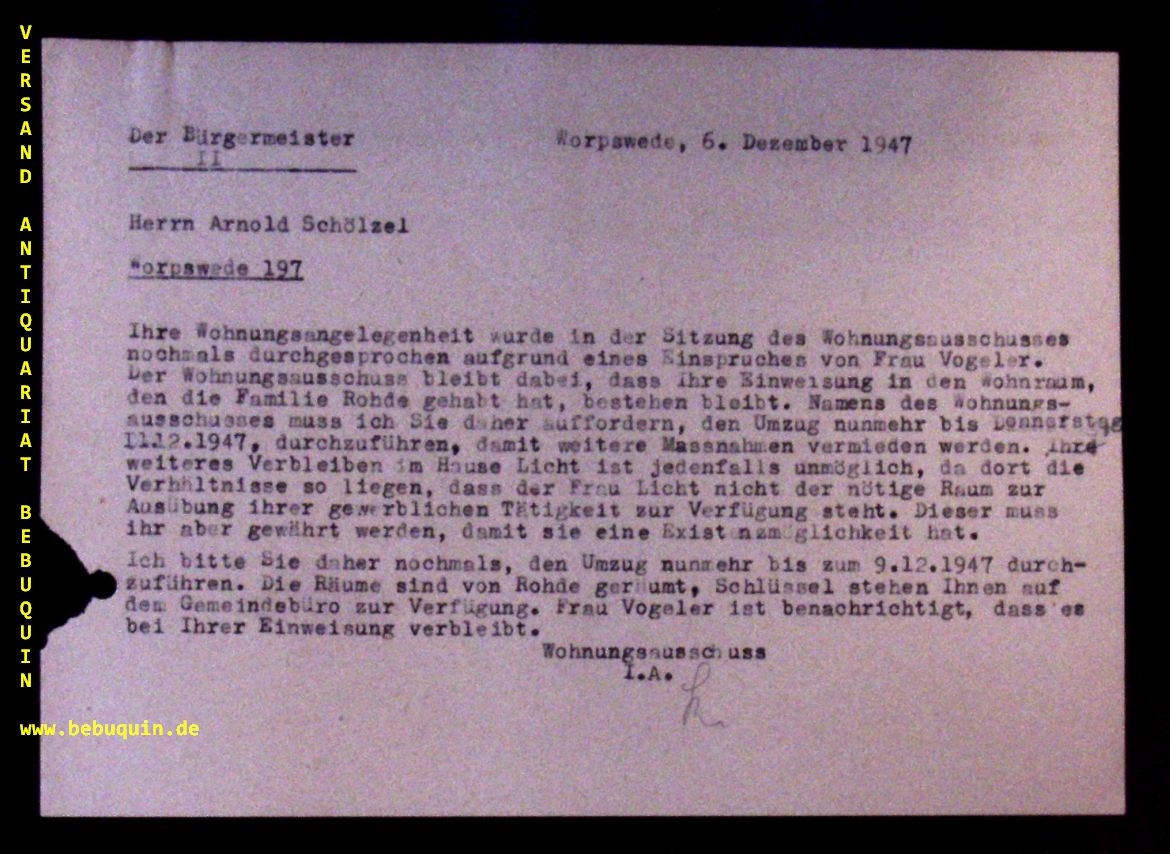 VERSAND ANTIQUARIAT BEBUQUIN
Der Bürgermeister
II
Worpswede, 6. Dezember 1947
Herrn Arnold Schölzel
Worpswede 197
Ihre Wohnungsangelegenheit wurde in der Sitzung des Wohnungsausschusses
nochmals durchgesprochen aufgrund eines Einspruches von Frau Vogeler.
Der Wohnungsausschuss bleibt dabei, dass Ihre Einweisung in den Wohnraum,
den die Familie Rohde gehabt hat, bestehen bleibt. Namens des Wohnungs-
ausschusses muss ich Sie daher auffordern, den Umzug nunmehr bis Donnerstag
11.12.1947, durchzuführen, damit weitere Massnahmen vermieden werden. Ihre
weiteres Verbleiben im Hause Licht ist jedenfalls unmöglich, da dort die
Verhältnisse so liegen, dass der Frau Licht nicht der nötige Raum zur
Ausübung ihrer gewerblichen Tätigkeit zur Verfügung steht. Dieser muss
ihr aber gewährt werden, damit sie eine Existenzmöglichkeit hat.
Ich bitte Sie daher nochmals, den Umzug nunmehr bis zum 9.12.1947 durch-
zuführen. Die Räume sind von Rohde geräumt, Schlüssel stehen Ihnen auf
dem Gemeindebüro zur Verfügung. Frau Vogeler ist benachrichtigt, dass es
bei Ihrer Einweisung verbleibt.
Wohnungsausschuss
I.A.
www.bebuquin.de